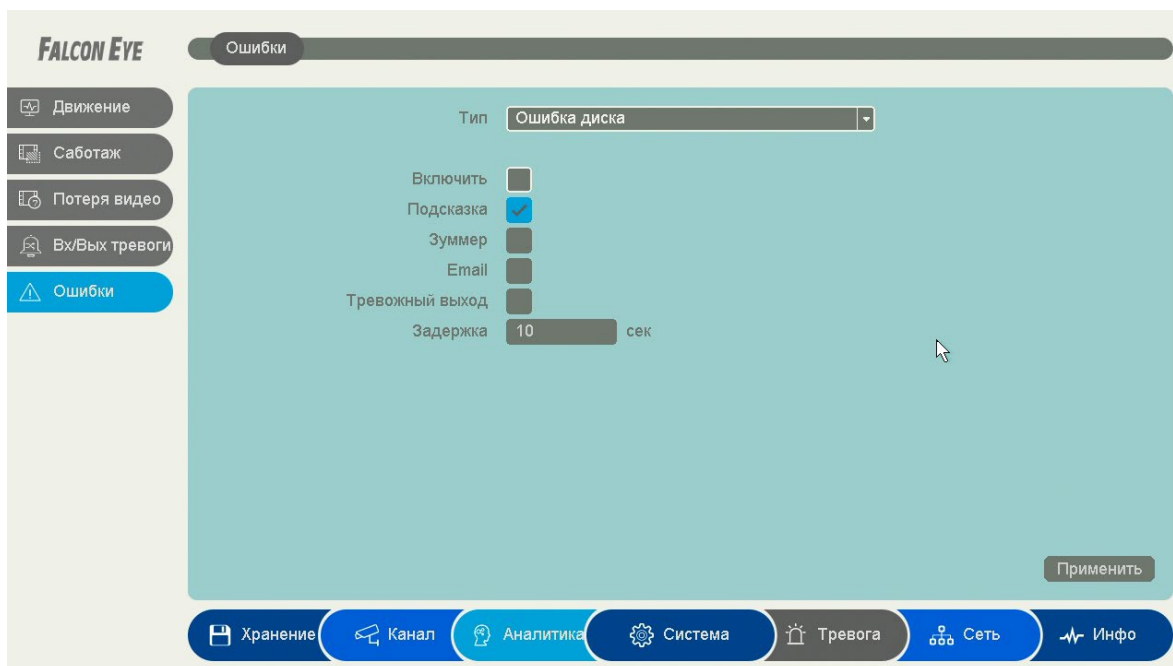 FALCON EYE
Ошибки
Движение
Саботаж
Потеря видео
Вх/Вых тревоги
Ошибки
Тип Ошибка диска
Включить
Подсказка
Зуммер
Email
Тревожный выход
Задержка 10 сек
Применить
Хранение Канал Аналитика Система Тревога Сеть Инфо